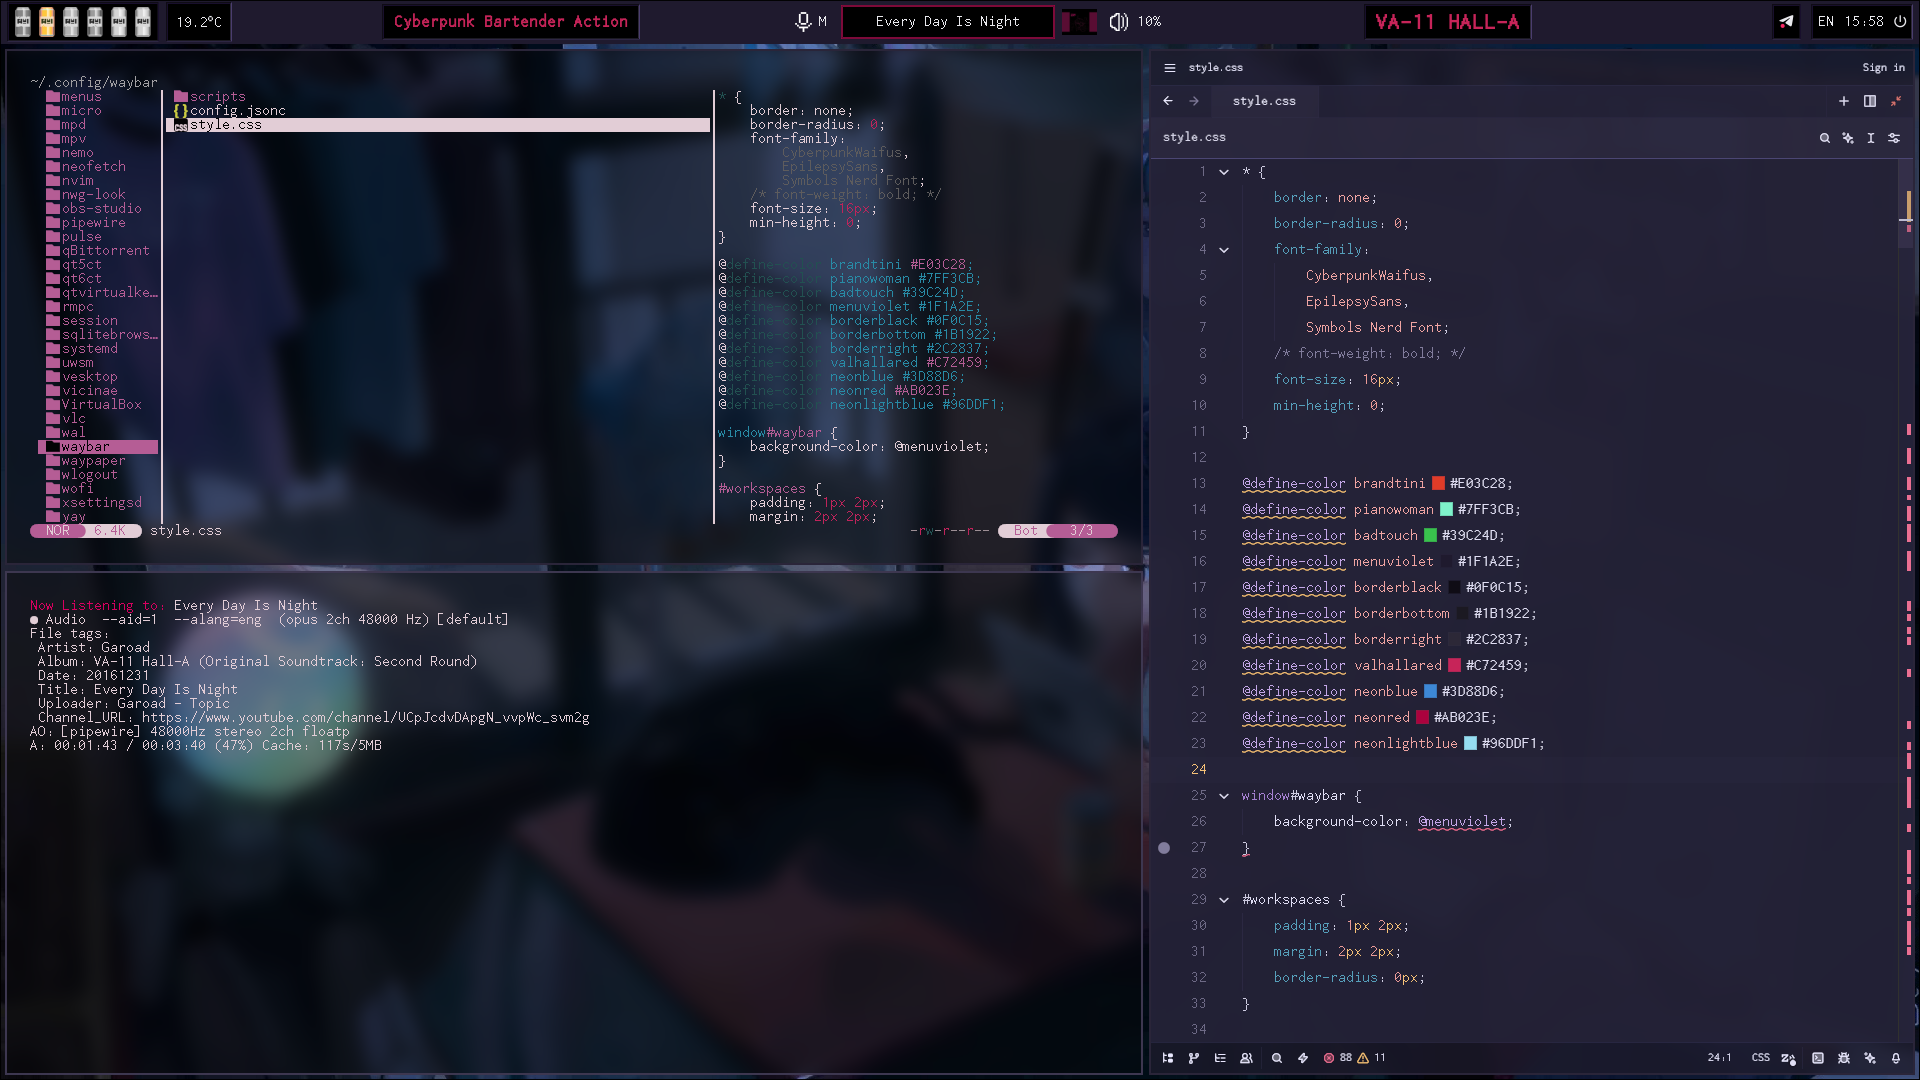 19.2°C
Cyberpunk Bartender Action
M
Every Day Is Night
10%
VA-11 HALL-A
EN 15:58
~/.config/waybar
menus
micro
mpd
mpv
nemo
neofetch
nvim
nwg-look
obs-studio
pipewire
pulse
qBittorrent
qt5ct
qt6ct
qtvirtualke…
rmpc
session
sqlitebrows…
systemd
uwsm
vesktop
vicinae
VirtualBox
vlc
wal
waybar
waypaper
wlogout
wofi
xsettingsd
yay
scripts
{}config.jsonc
style.css
* {
border: none;
border-radius: 0;
font-family:
CyberpunkWaifus,
EpilepsySans,
Symbols Nerd Font;
/* font-weight: bold; */
font-size: 16px;
min-height: 0;
}
@define-color brandtini #E03C28;
@define-color pianowoman #7FF3CB;
@define-color badtouch #39C24D;
@define-color menuviolet #1F1A2E;
@define-color borderblack #0F0C15;
@define-color borderbottom #1B1922;
@define-color borderright #2C2837;
@define-color valhallared #C72459;
@define-color neonblue #3D88D6;
@define-color neonred #AB023E;
@define-color neonlightblue #96DDF1;
window#waybar {
background-color: @menuviolet;
}
#workspaces {
padding: 1px 2px;
margin: 2px 2px;
NOR 6.4K style.css
-rw-r--r-- Bot 3/3
Now Listening to: Every Day Is Night
● Audio --aid=1 --alang=eng (opus 2ch 48000 Hz) [default]
File tags:
Artist: Garoad
Album: VA-11 Hall-A (Original Soundtrack: Second Round)
Date: 20161231
Title: Every Day Is Night
Uploader: Garoad - Topic
Channel_URL: https://www.youtube.com/channel/UCpJcdvDApgN_vvpWc_svm2g
AO: [pipewire] 48000Hz stereo 2ch floatp
A: 00:01:43 / 00:03:40 (47%) Cache: 117s/5MB
style.css
Sign in
style.css
style.css
1 * {
2 border: none;
3 border-radius: 0;
4 font-family:
5 CyberpunkWaifus,
6 EpilepsySans,
7 Symbols Nerd Font;
8 /* font-weight: bold; */
9 font-size: 16px;
10 min-height: 0;
11 }
12
13 @define-color brandtini #E03C28;
14 @define-color pianowoman #7FF3CB;
15 @define-color badtouch #39C24D;
16 @define-color menuviolet #1F1A2E;
17 @define-color borderblack #0F0C15;
18 @define-color borderbottom #1B1922;
19 @define-color borderright #2C2837;
20 @define-color valhallared #C72459;
21 @define-color neonblue #3D88D6;
22 @define-color neonred #AB023E;
23 @define-color neonlightblue #96DDF1;
24
25 window#waybar {
26 background-color: @menuviolet;
27 }
28
29 #workspaces {
30 padding: 1px 2px;
31 margin: 2px 2px;
32 border-radius: 0px;
33 }
34
88 11
24:1 CSS